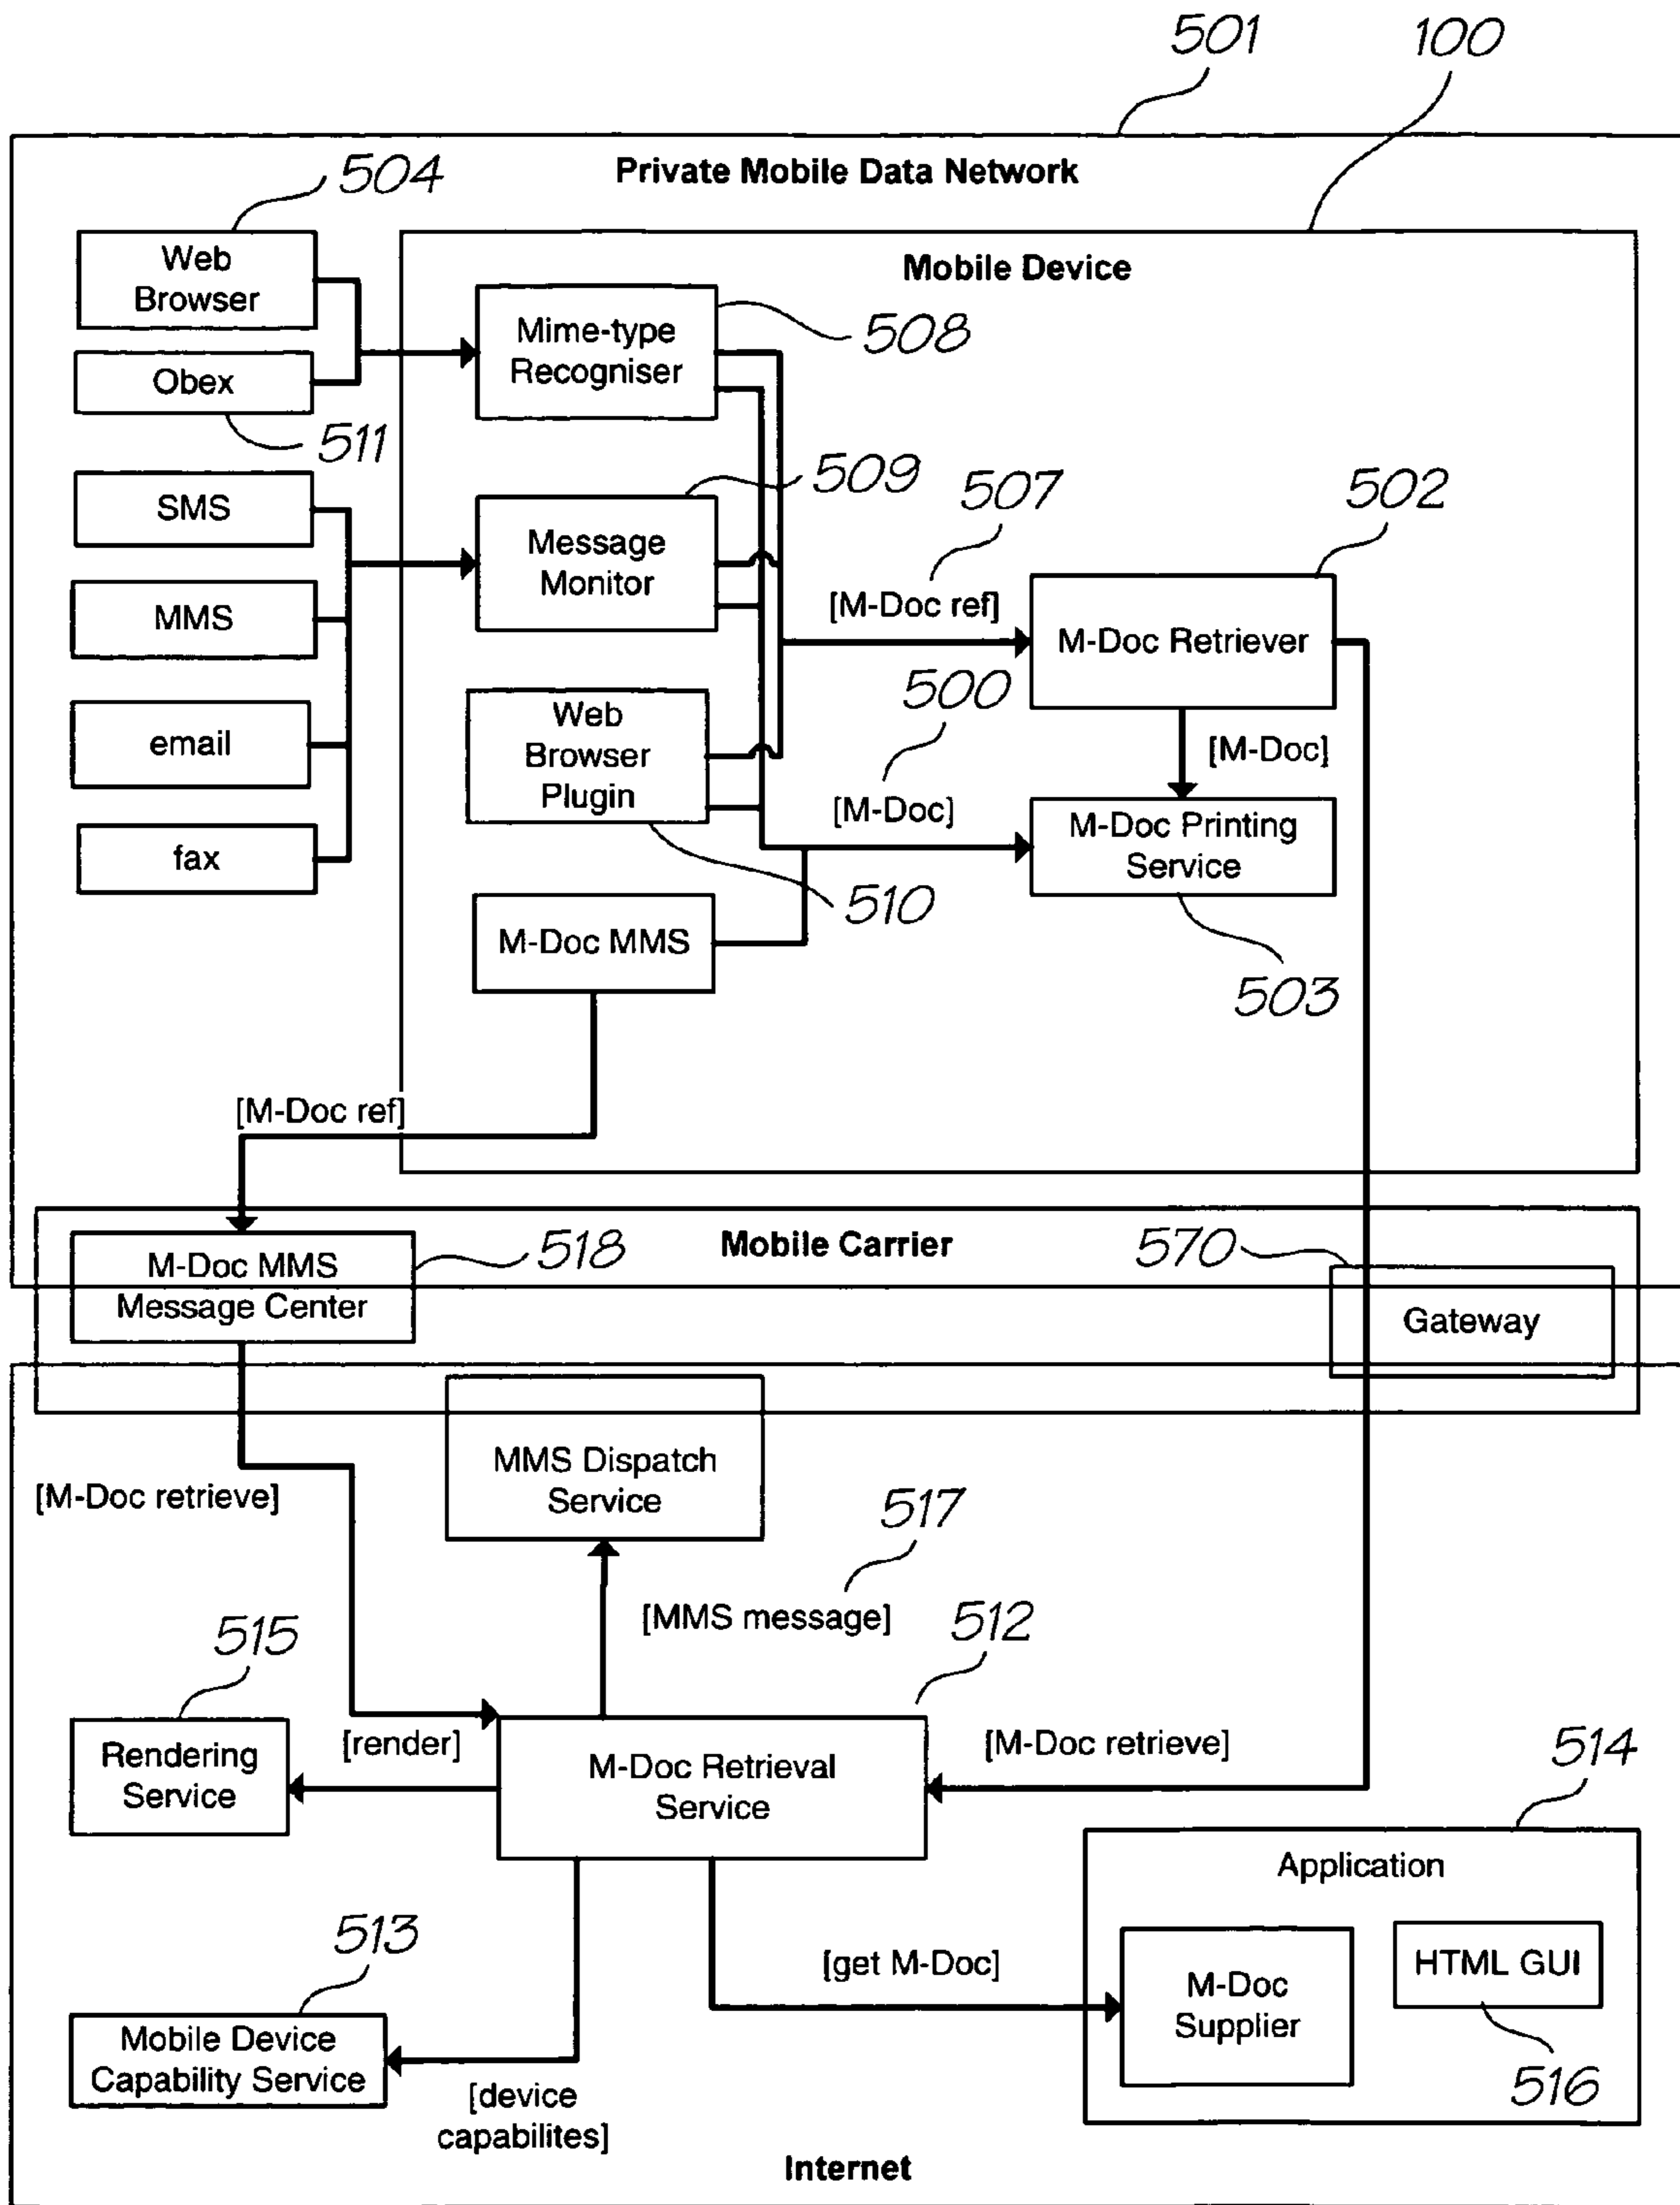 501
100
Private Mobile Data Network
504
Web
Browser
Mobile Device
Mime-type
Recogniser
508
Obex
511
SMS
509
507
502
Message
Monitor
[M-Doc ref]
MMS
M-Doc Retriever
500
Web
Browser
Plugin
email
[M-Doc]
[M-Doc]
M-Doc Printing
Service
fax
510
M-Doc MMS
503
[M-Doc ref]
518
Mobile Carrier
570
M-Doc MMS
Message Center
Gateway
MMS Dispatch
Service
[M-Doc retrieve]
517
[MMS message]
512
515
Rendering
Service
[render]
M-Doc Retrieval
Service
[M-Doc retrieve]
514
Application
513
[get M-Doc]
M-Doc
Supplier
HTML GUI
Mobile Device
Capability Service
516
[device
capabilites]
Internet